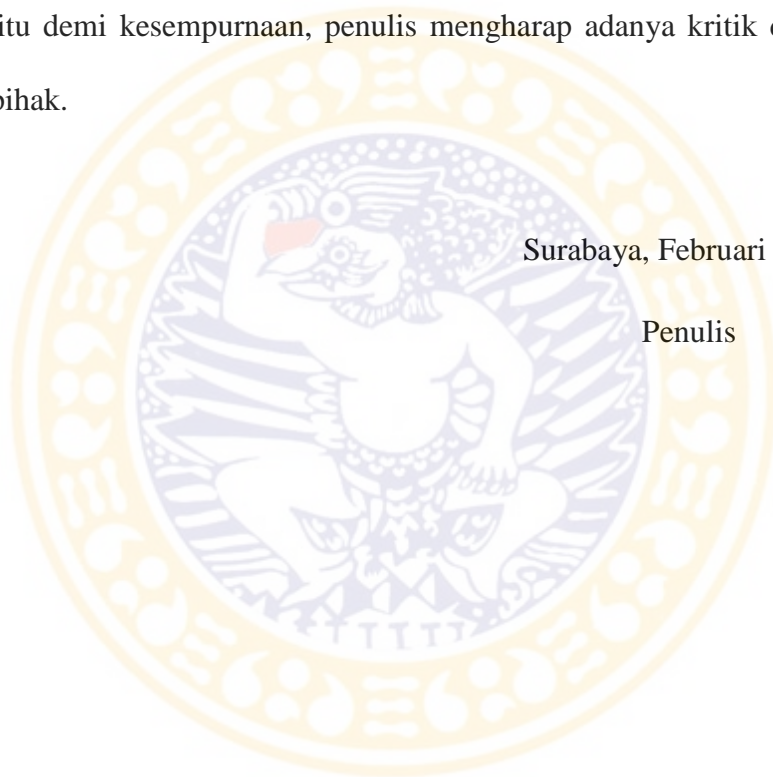 itu demi kesempurnaan, penulis mengharap adanya kritik
pihak.
Surabaya, Februari
Penulis